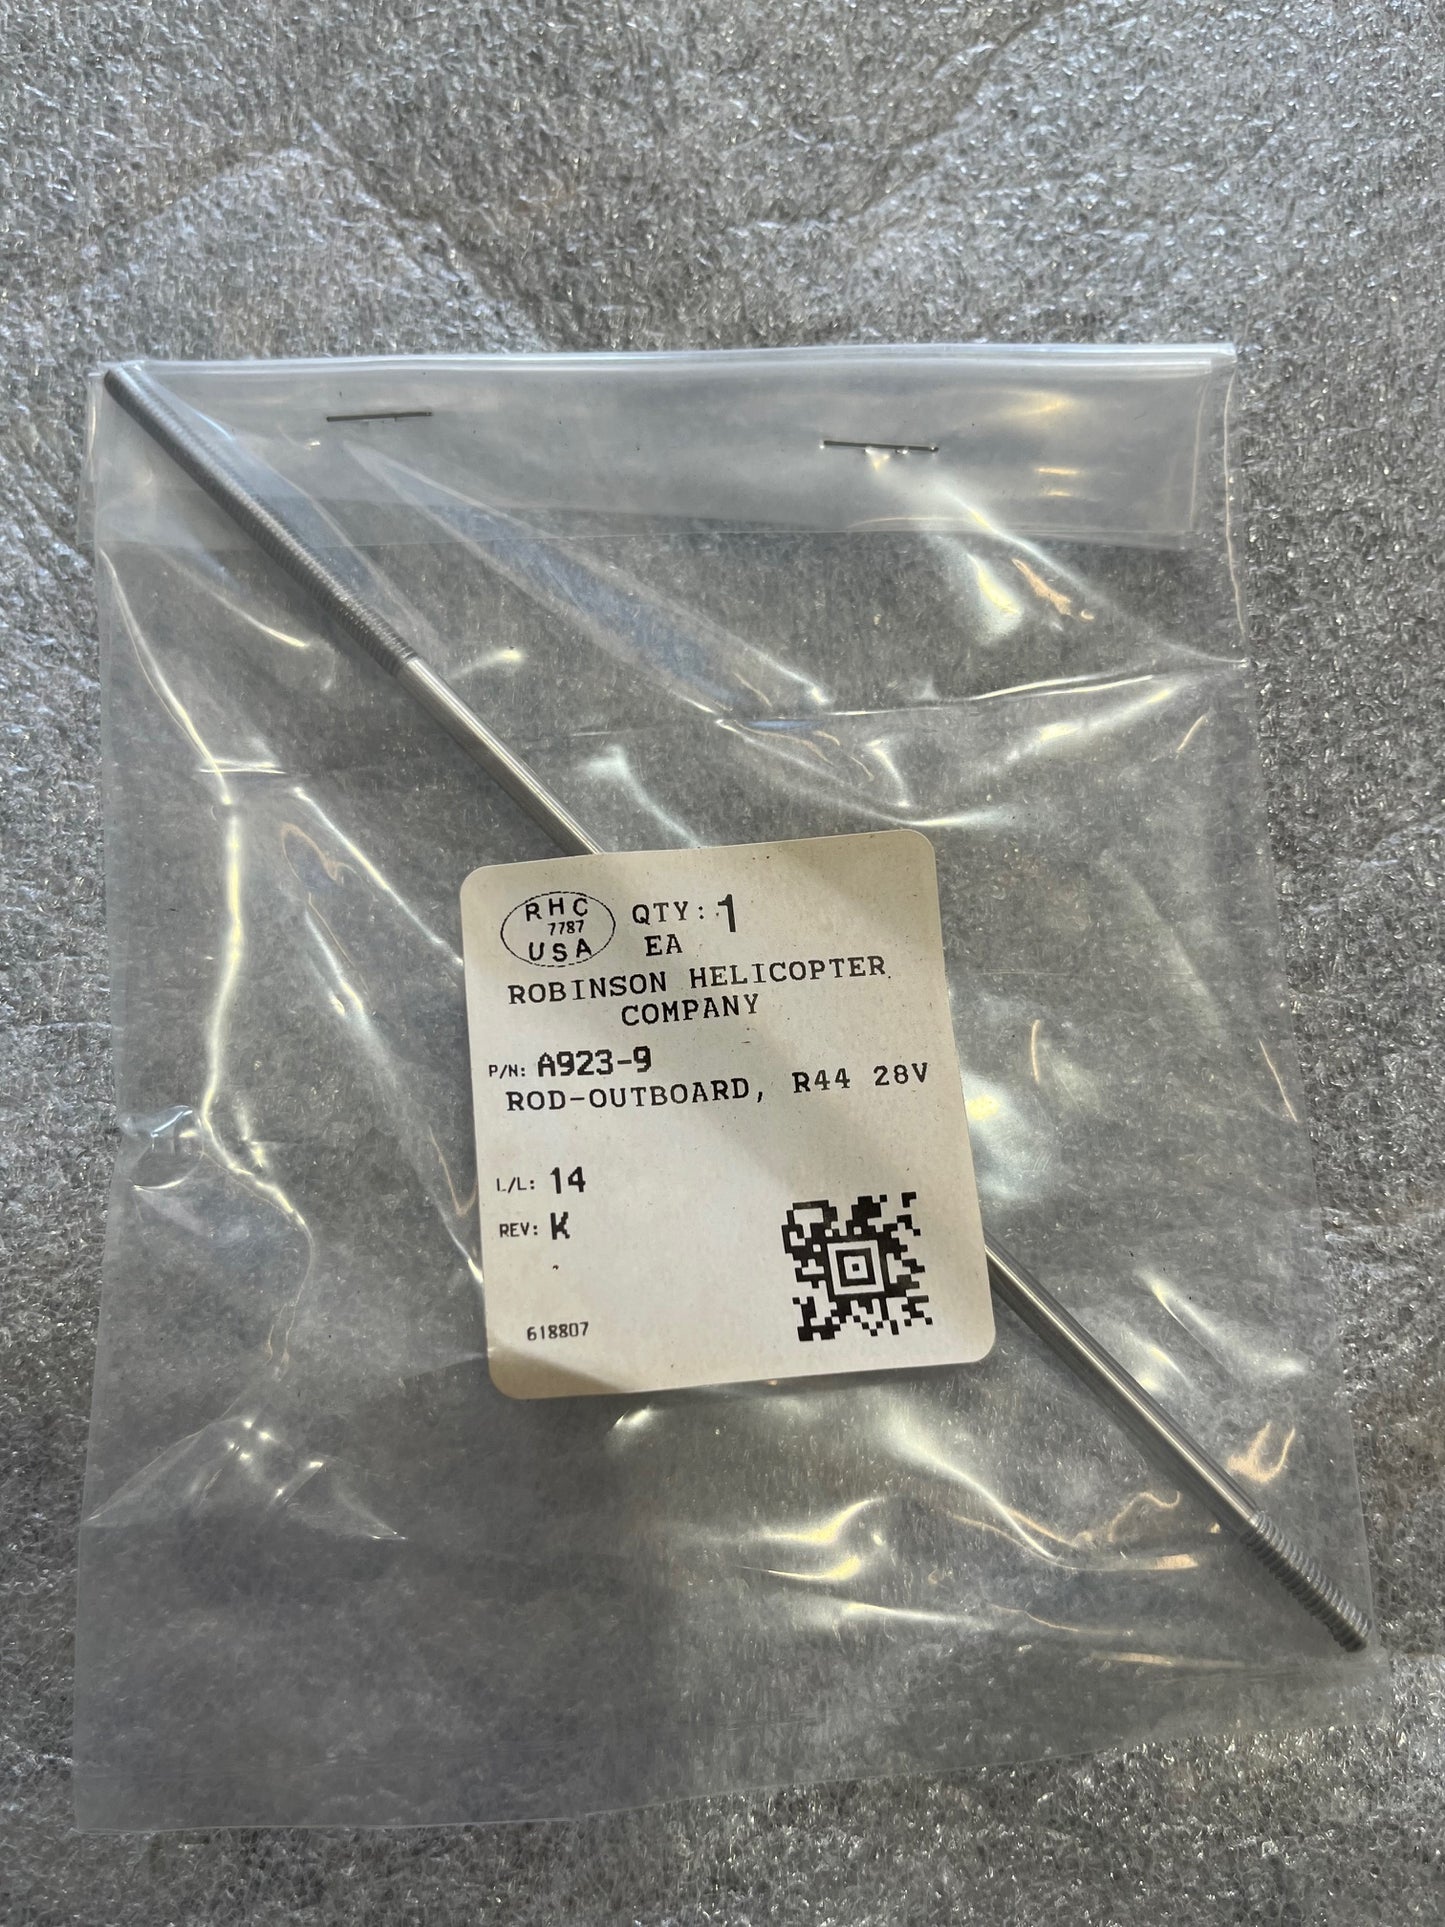 RHC
7787
USA
QTY: 1
EA
ROBINSON HELICOPTER
COMPANY
P/N: A923-9
ROD-OUTBOARD, R44 28V
L/L: 14
REV: K
618807